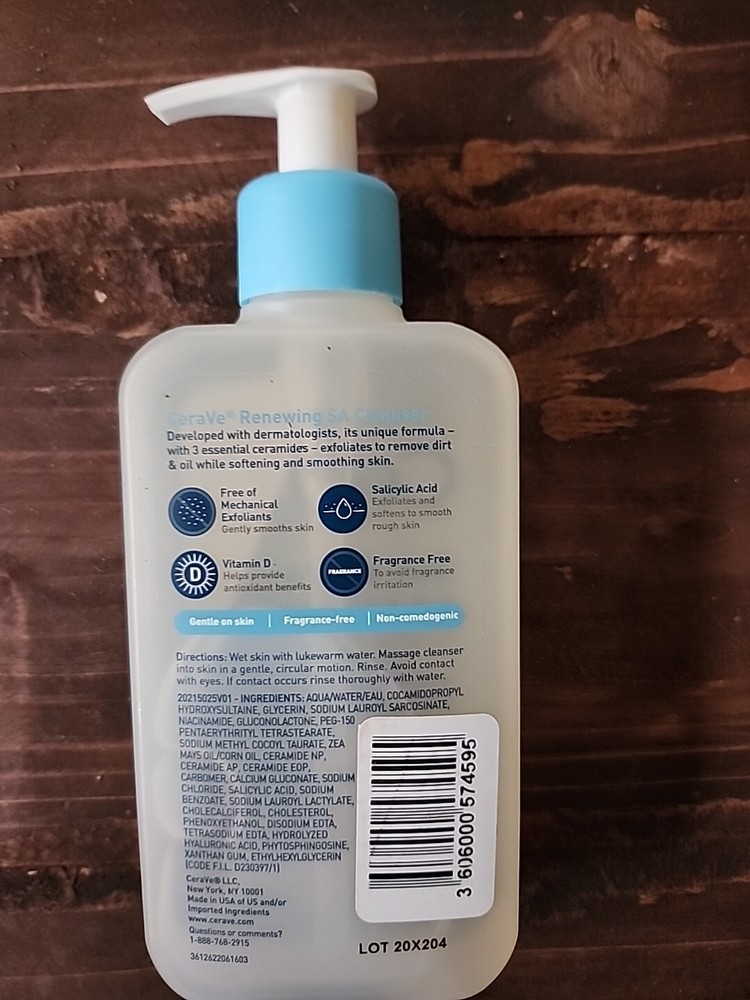 CeraVe® Renewing SA Cleanser
Developed with dermatologists, its unique formula –
with 3 essential ceramides – exfoliates to remove dirt
& oil while softening and smoothing skin.
Free of
Mechanical
Exfoliants
Gently smooths skin
Salicylic Acid
Exfoliates and
softens to smooth
rough skin
D
Vitamin D
Helps provide
antioxidant benefits
FRAGRANCE
Fragrance Free
To avoid fragrance
irritation
Gentle on skin | Fragrance-free | Non-comedogenic
Directions: Wet skin with lukewarm water. Massage cleanser
into skin in a gentle, circular motion. Rinse. Avoid contact
with eyes. If contact occurs rinse thoroughly with water.
20215025V01 - INGREDIENTS: AQUA/WATER/EAU, COCAMIDOPROPYL
HYDROXYSULTAINE, GLYCERIN, SODIUM LAUROYL SARCOSINATE,
NIACINAMIDE, GLUCONOLACTONE, PEG-150
PENTAERYTHRITYL TETRASTEARATE,
SODIUM METHYL COCOYL TAURATE, ZEA
MAYS OIL/CORN OIL, CERAMIDE NP,
CERAMIDE AP, CERAMIDE EOP,
CARBOMER, CALCIUM GLUCONATE, SODIUM
CHLORIDE, SALICYLIC ACID, SODIUM
BENZOATE, SODIUM LAUROYL LACTYLATE,
CHOLECALCIFEROL, CHOLESTEROL,
PHENOXYETHANOL, DISODIUM EDTA,
TETRASODIUM EDTA, HYDROLYZED
HYALURONIC ACID, PHYTOSPHINGOSINE,
XANTHAN GUM, ETHYLHEXYLGLYCERIN
(CODE F.I.L. D230397/1)
CeraVe® LLC,
New York, NY 10001
Made in USA of US and/or
Imported Ingredients
www.cerave.com
Questions or comments?
1-888-768-2915
3612622061603
3 606000 574595
LOT 20X204